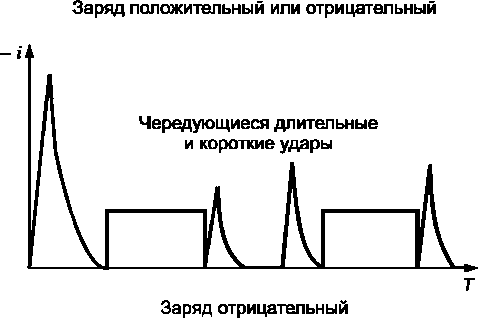 Заряд положительный или отрицательный
– i
Чередующиеся длительные
и короткие удары
T
Заряд отрицательный